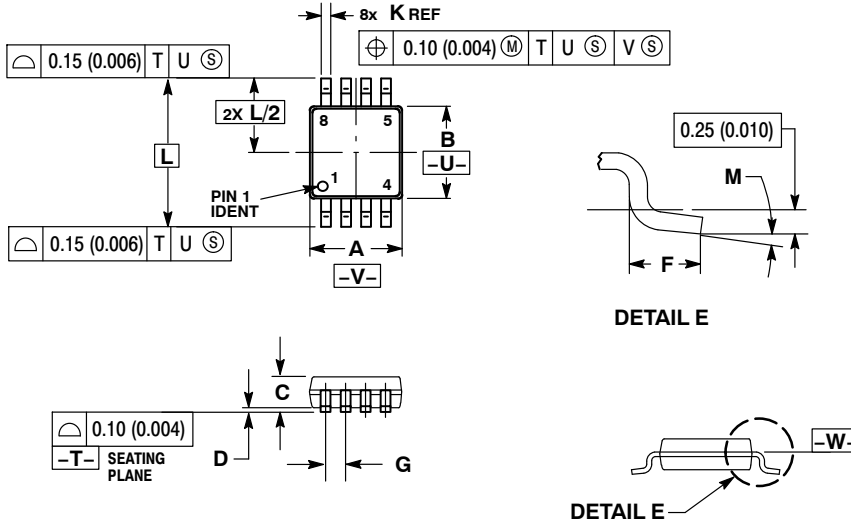 8x K REF
⌓ 0.15 (0.006) T U Ⓢ
⌖ 0.10 (0.004) Ⓜ T U Ⓢ V Ⓢ
2X L/2
8 5
B
–U–
L
1
4
PIN 1
IDENT
⌓ 0.15 (0.006) T U Ⓢ
A
–V–
0.25 (0.010)
M
F
DETAIL E
C
⌓ 0.10 (0.004)
–T– SEATING
PLANE
D
G
–W–
DETAIL E